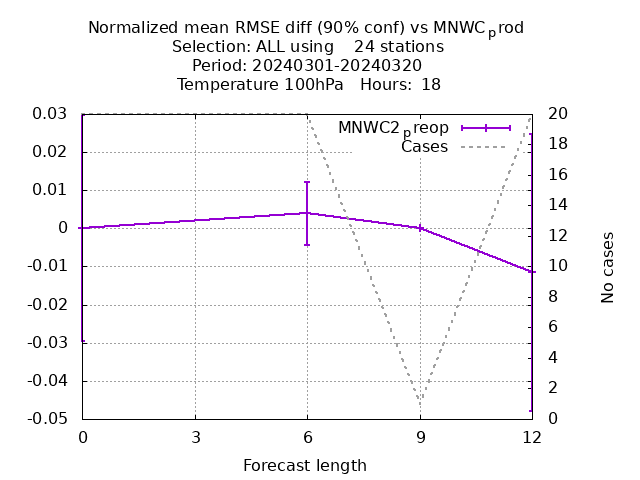 Normalized mean RMSE diff (90% conf) vs MNWCprod
Selection: ALL using 24 stations
Period: 20240301-20240320
Temperature 100hPa Hours: 18
MNWC2preop
Cases
0.03
0.02
0.01
0
-0.01
-0.02
-0.03
-0.04
-0.05
20
18
16
14
12
10
8
6
4
2
0
No cases
0 3 6 9 12
Forecast length